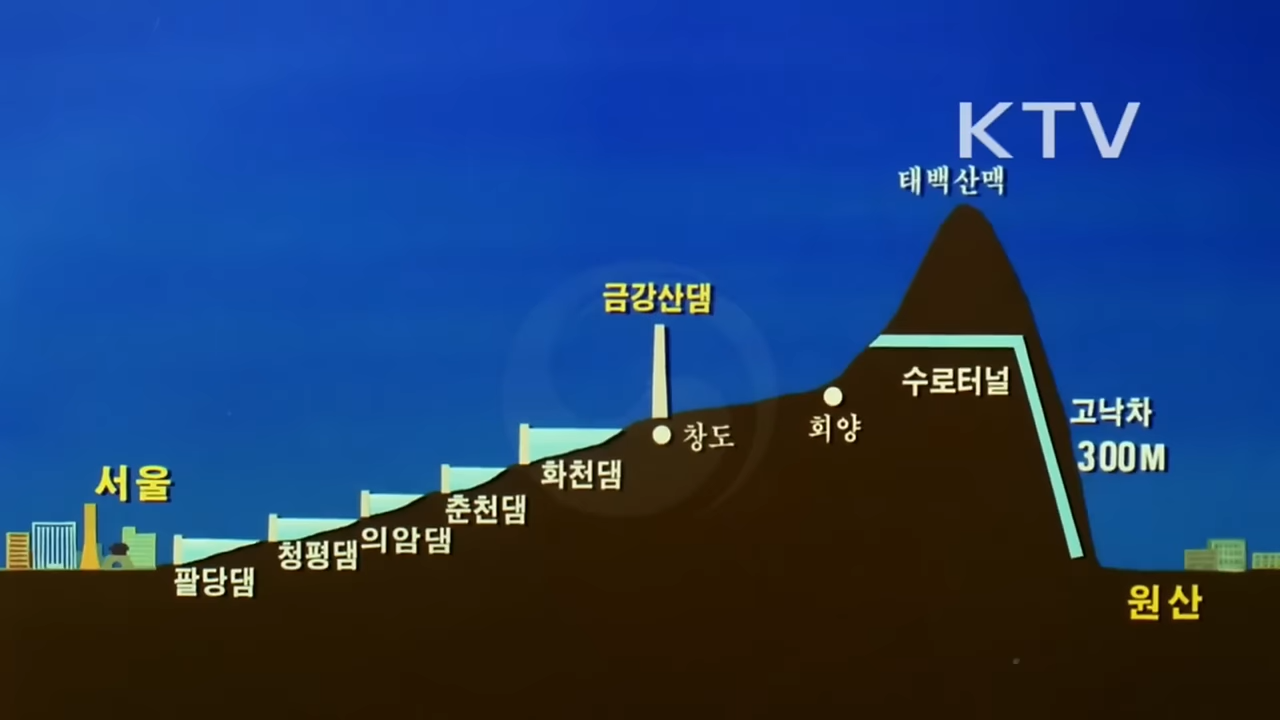 KTV
태백산맥
금강산댐
수로터널
고낙차
300M
회양
창도
화천댐
춘천댐
의암댐
청평댐
팔당댐
서울
원산